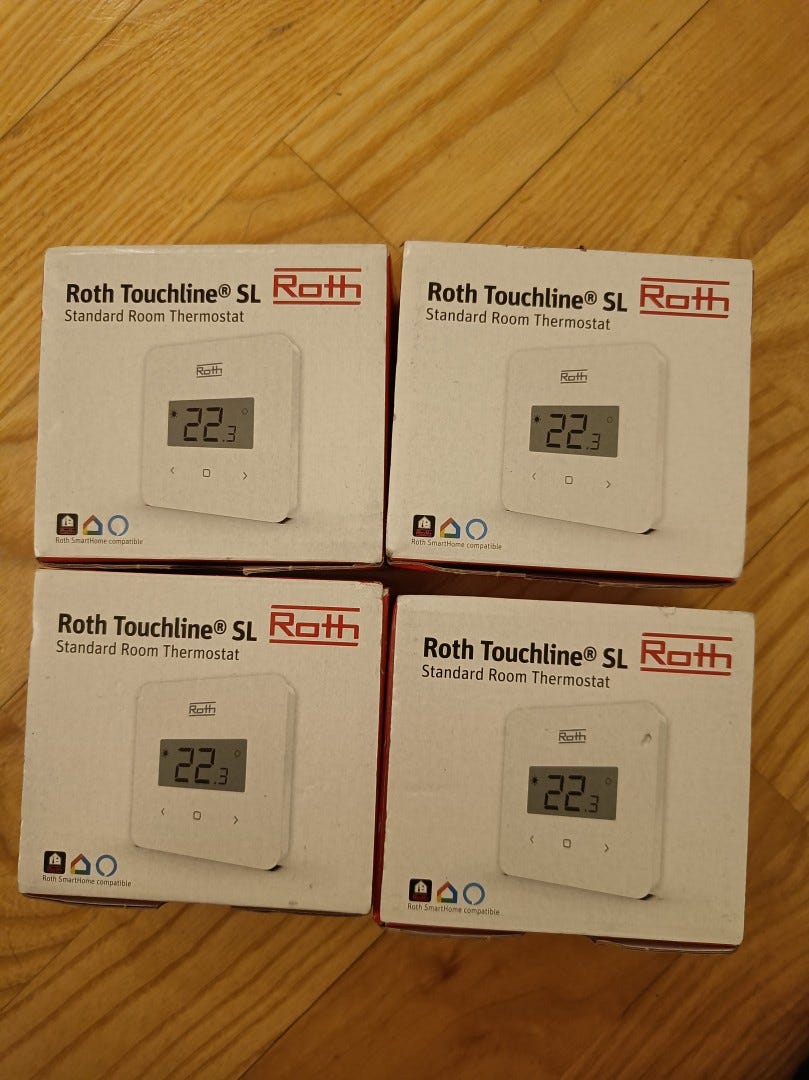 Roth Touchline® SL Roth
Standard Room Thermostat
Roth
22.3
Roth SmartHome compatible
Roth Touchline® SL Roth
Standard Room Thermostat
Roth
22.3
Roth SmartHome compatible
Roth Touchline® SL Roth
Standard Room Thermostat
Roth
22.3
Roth SmartHome compatible
Roth Touchline® SL Roth
Standard Room Thermostat
Roth
22.3
Roth SmartHome compatible